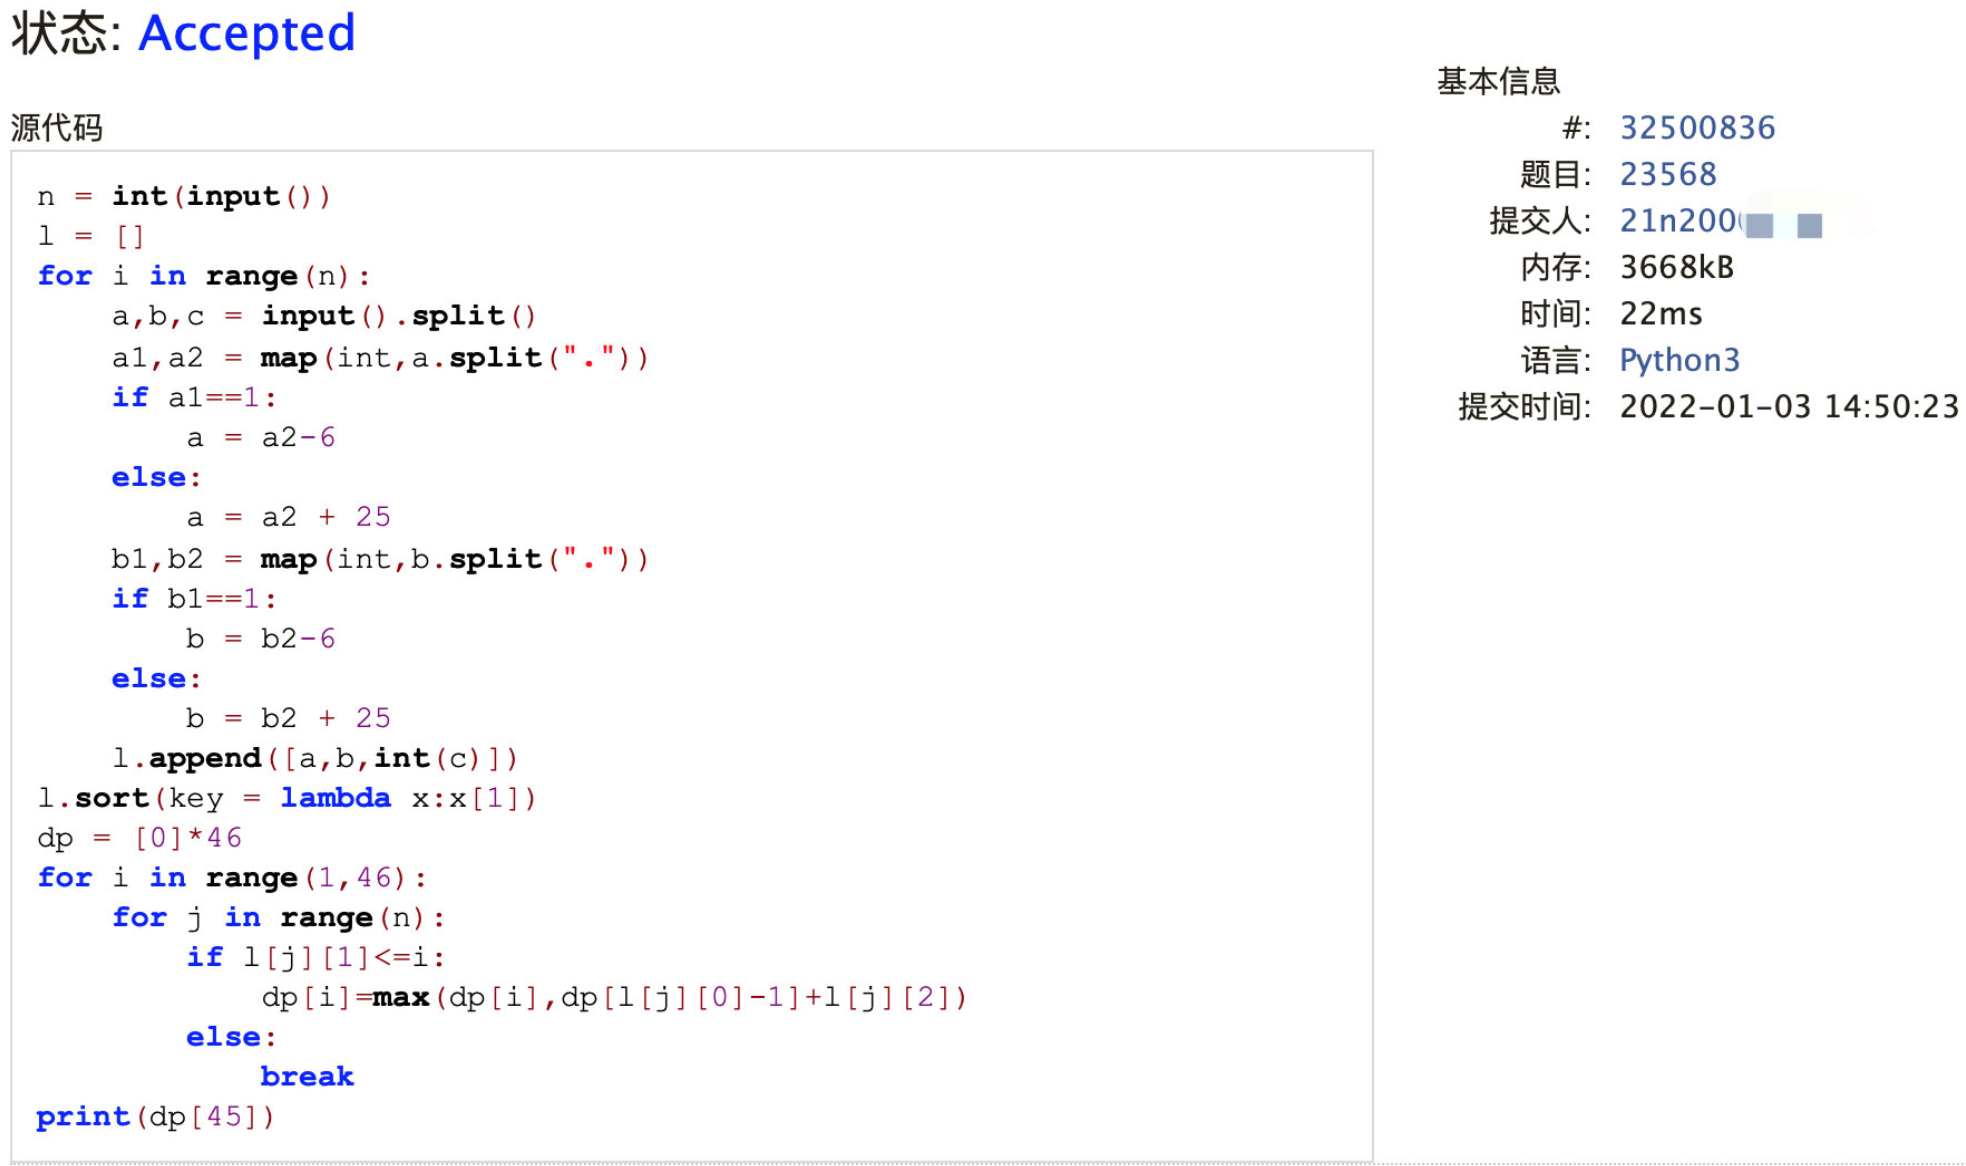 状态: Accepted
源代码
n = int(input())
l = []
for i in range(n):
    a,b,c = input().split()
    a1,a2 = map(int,a.split("."))
    if a1==1:
        a = a2-6
    else:
        a = a2 + 25
    b1,b2 = map(int,b.split("."))
    if b1==1:
        b = b2-6
    else:
        b = b2 + 25
    l.append([a,b,int(c)])
l.sort(key = lambda x:x[1])
dp = [0]*46
for i in range(1,46):
    for j in range(n):
        if l[j][1]<=i:
            dp[i]=max(dp[i],dp[l[j][0]-1]+l[j][2])
        else:
            break
print(dp[45])
基本信息
#: 32500836
题目: 23568
提交人: 21n200
内存: 3668kB
时间: 22ms
语言: Python3
提交时间: 2022-01-03 14:50:23